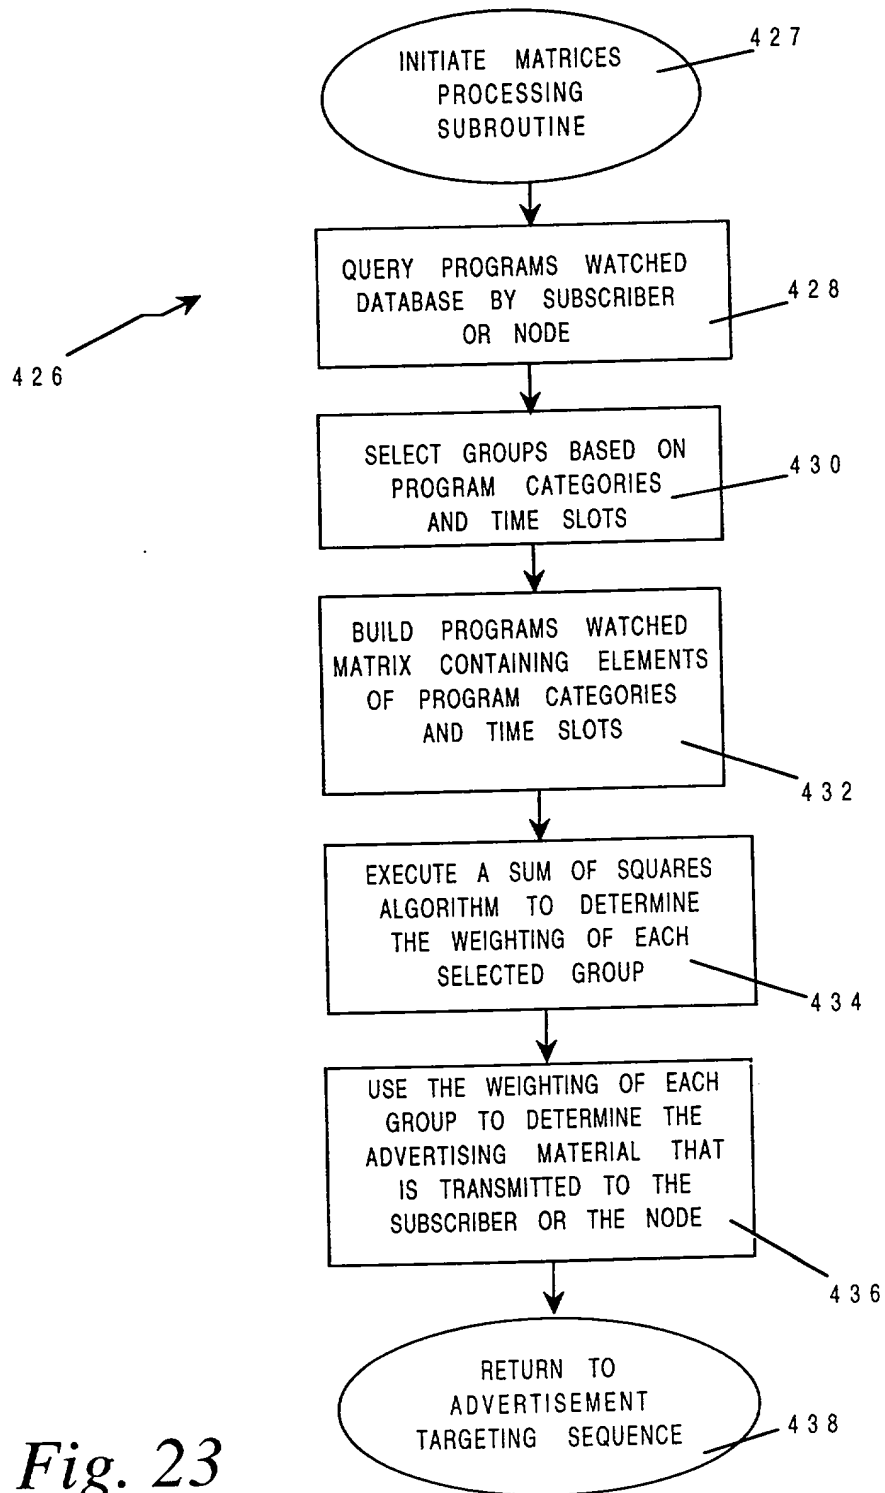 INITIATE MATRICES
PROCESSING
SUBROUTINE
427
QUERY PROGRAMS WATCHED
DATABASE BY SUBSCRIBER
OR NODE
428
426
SELECT GROUPS BASED ON
PROGRAM CATEGORIES
AND TIME SLOTS
430
BUILD PROGRAMS WATCHED
MATRIX CONTAINING ELEMENTS
OF PROGRAM CATEGORIES
AND TIME SLOTS
432
EXECUTE A SUM OF SQUARES
ALGORITHM TO DETERMINE
THE WEIGHTING OF EACH
SELECTED GROUP
434
USE THE WEIGHTING OF EACH
GROUP TO DETERMINE THE
ADVERTISING MATERIAL THAT
IS TRANSMITTED TO THE
SUBSCRIBER OR THE NODE
436
RETURN TO
ADVERTISEMENT
TARGETING SEQUENCE
438
Fig. 23